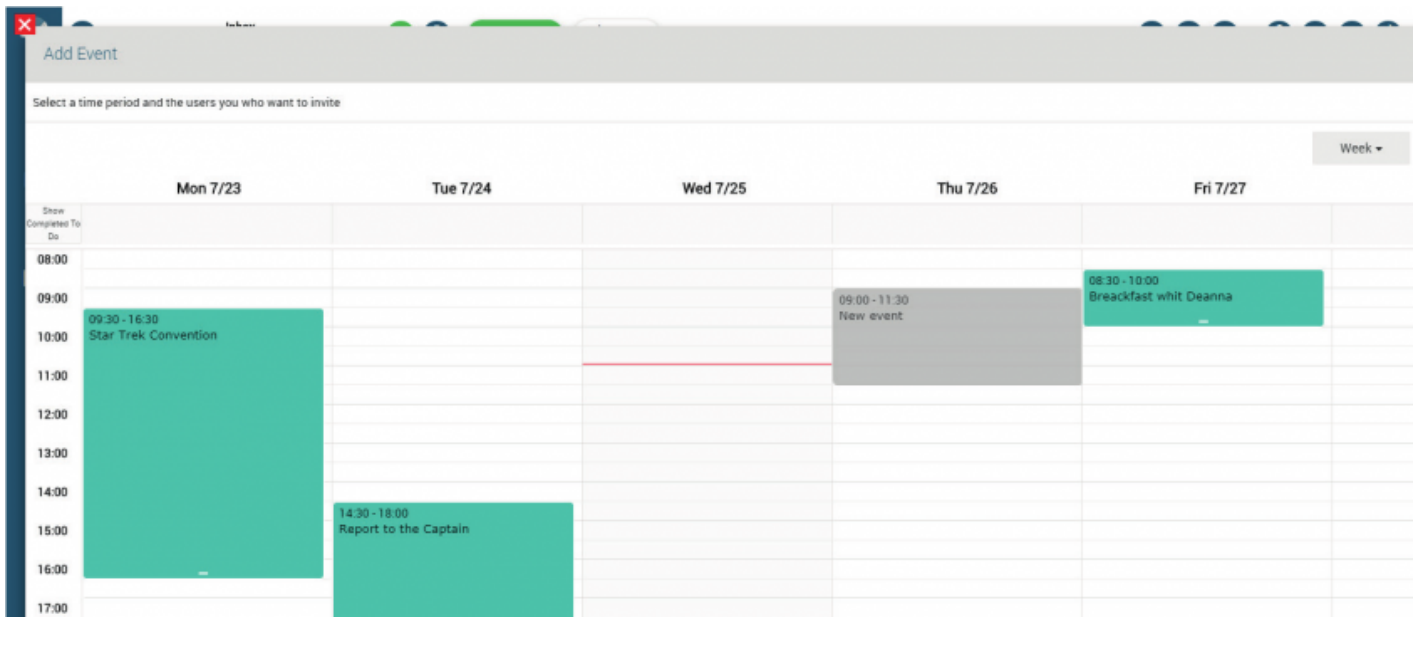 Inbox
Add Event
Select a time period and the users you who want to invite
Week
Mon 7/23 Tue 7/24 Wed 7/25 Thu 7/26 Fri 7/27
Show
Completed To
Do
08:00
08:30 - 10:00
Breackfast whit Deanna
09:00
09:00 - 11:30
New event
09:30 - 16:30
Star Trek Convention
10:00
11:00
12:00
13:00
14:00
14:30 - 18:00
Report to the Captain
15:00
16:00
17:00